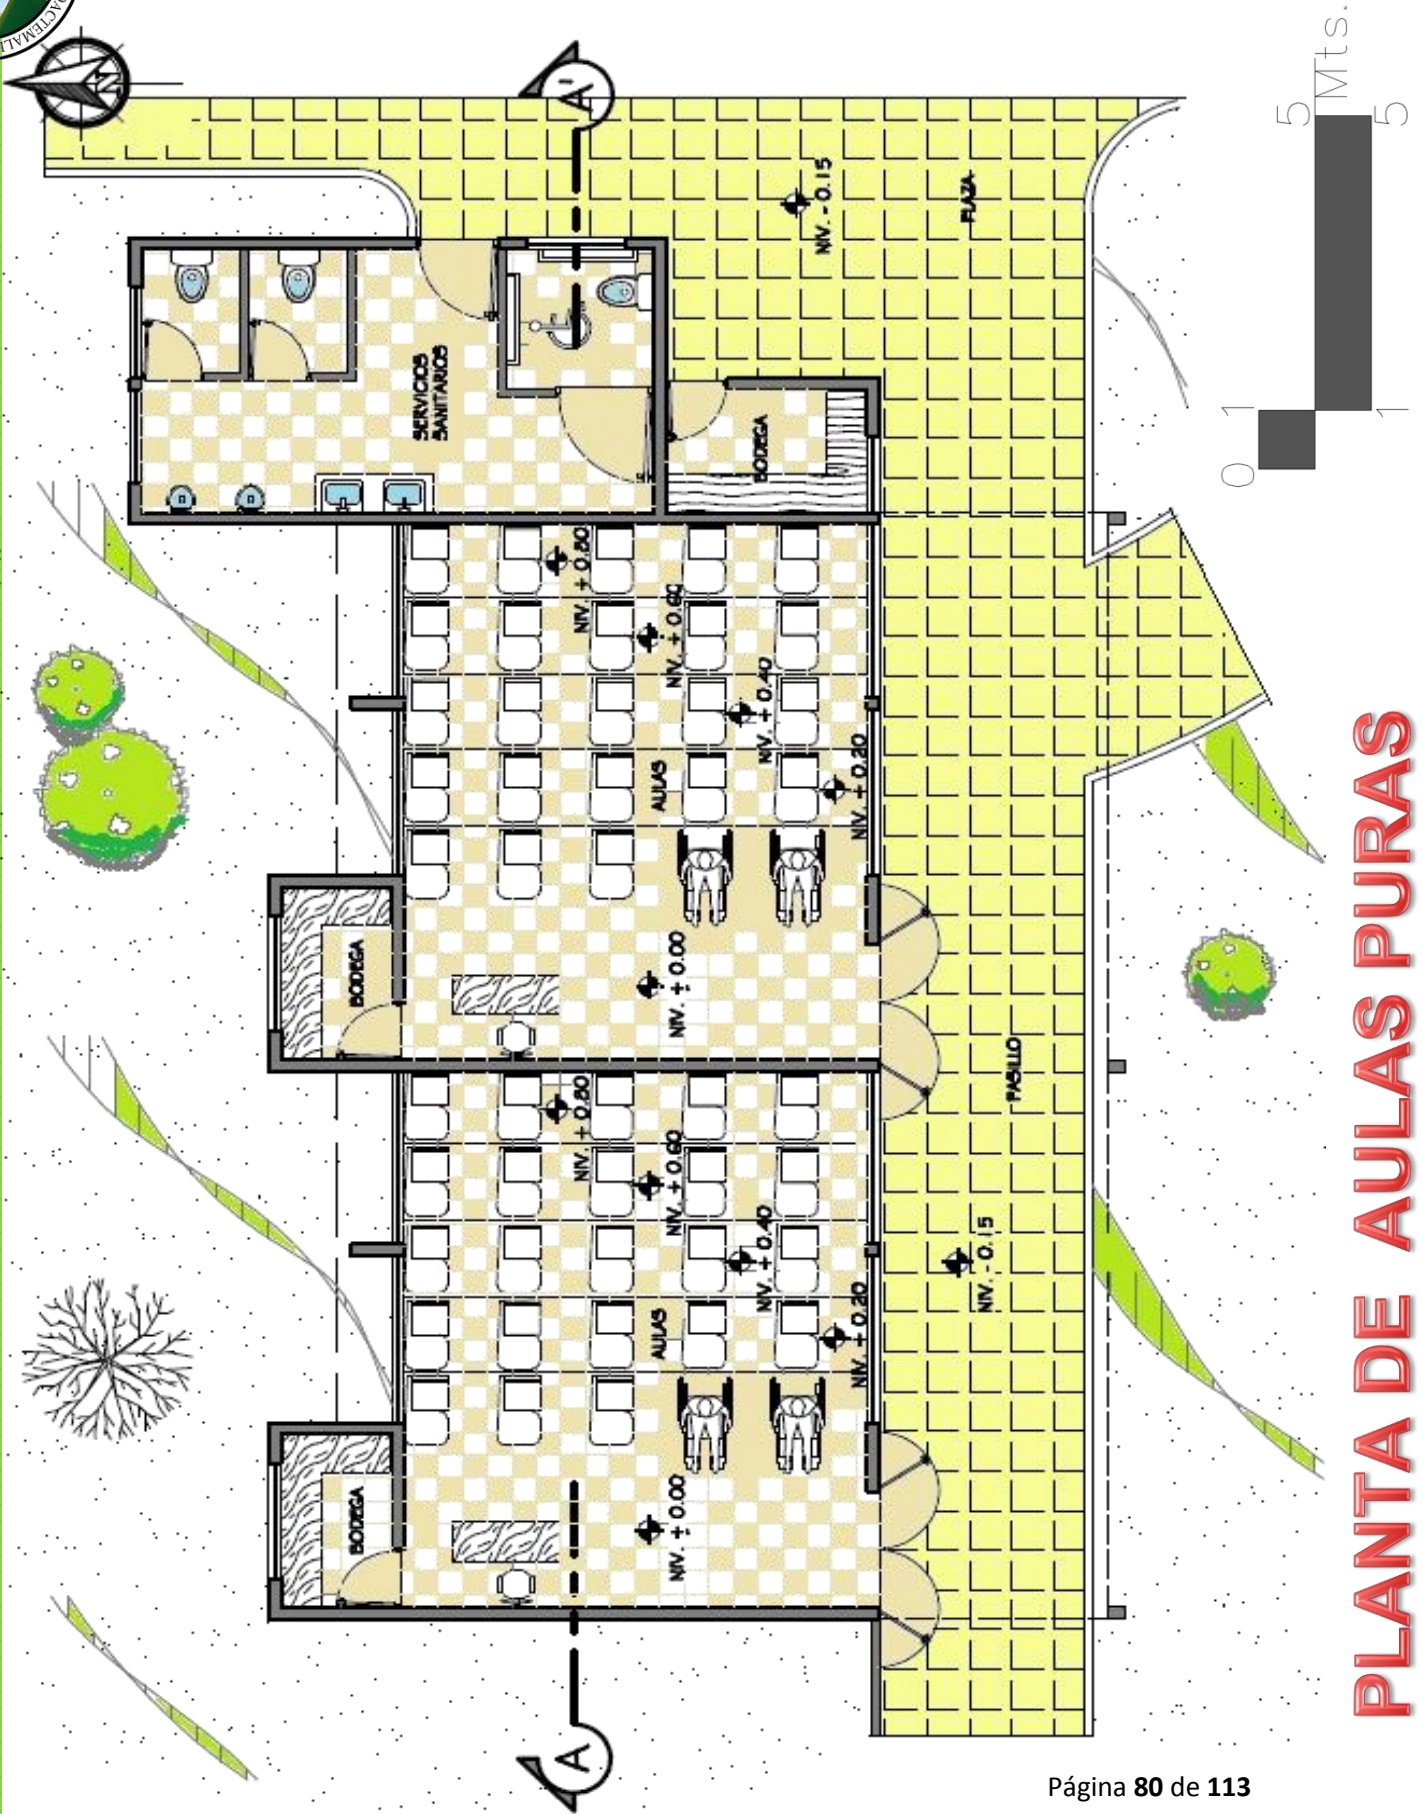 PLANTA DE AULAS PURAS
N
A'
NIV. - 0.15
PLAZA
SERVICIOS
SANITARIOS
BODEGA
NIV. + 0.80
NIV. + 0.60
NIV. + 0.40
NIV. + 0.20
AULAS
BODEGA
NIV. + 0.00
PASILLO
NIV. + 0.80
NIV. + 0.60
NIV. + 0.40
NIV. + 0.20
AULAS
NIV. - 0.15
BODEGA
NIV. + 0.00
A
0 1 5 Mts.
1 5
Página 80 de 113